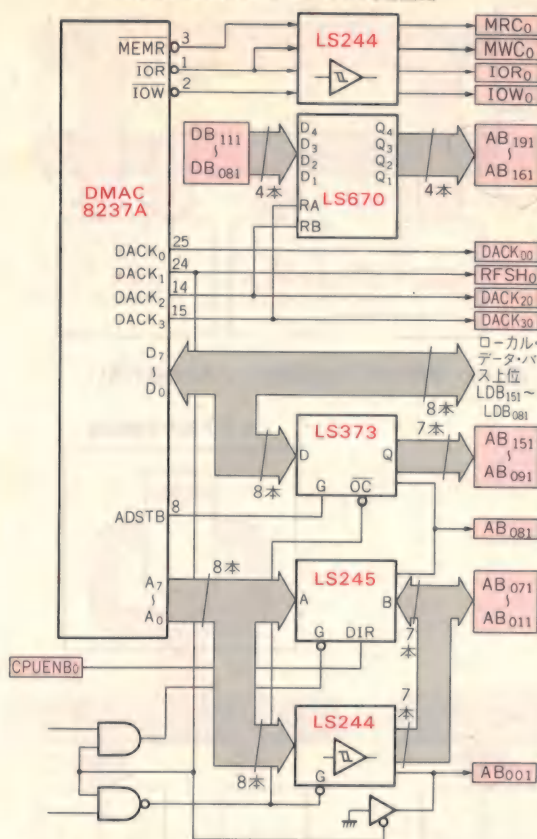 MEMR
3
IOR
1
IOW
2
LS244
MRC0
MWC0
IOR0
IOW0
DB111
〜
DB081
4本
D4
D3
D2
D1
Q4
Q3
Q2
Q1
LS670
RA
RB
4本
AB191
〜
AB161
DMAC
8237A
DACK0
25
DACK1
24
DACK2
14
DACK3
15
DACK00
RFSH0
DACK20
DACK30
D7
〜
D0
ローカル・
データ・バ
ス上位
LDB151〜
LDB081
8本
7本
LS373
D
Q
G
OC
8本
AB151
〜
AB091
ADSTB
8
AB081
A7
〜
A0
8本
LS245
A
B
G
DIR
7本
AB071
〜
AB011
CPUENB0
LS244
7本
8本
G
AB001